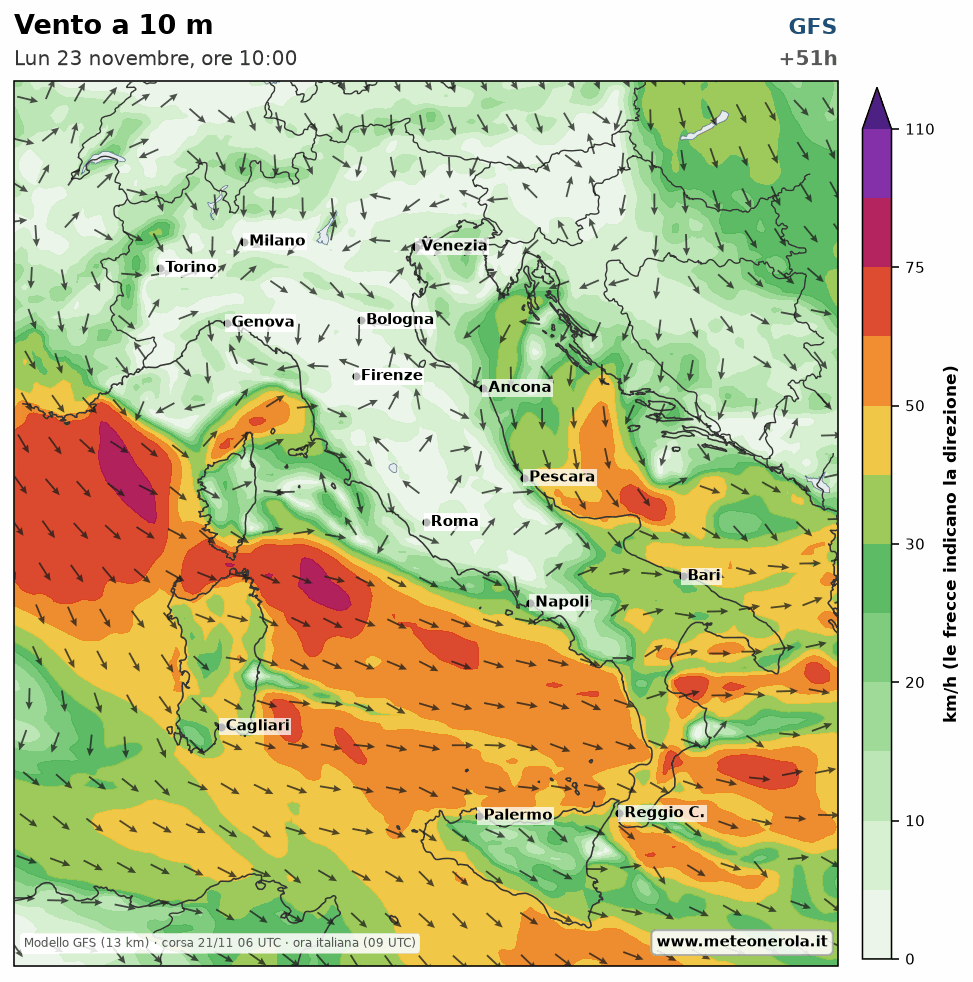 Vento a 10 m
GFS
Lun 23 novembre, ore 10:00
+51h
110
Milano
Venezia
Torino
75
Genova
Bologna
Firenze
Ancona
50
Pescara
Roma
30
Bari
Napoli
20
Cagliari
Palermo
Reggio C.
10
0
km/h (le frecce indicano la direzione)
Modello GFS (13 km) · corsa 21/11 06 UTC · ora italiana (09 UTC)
www.meteonerola.it